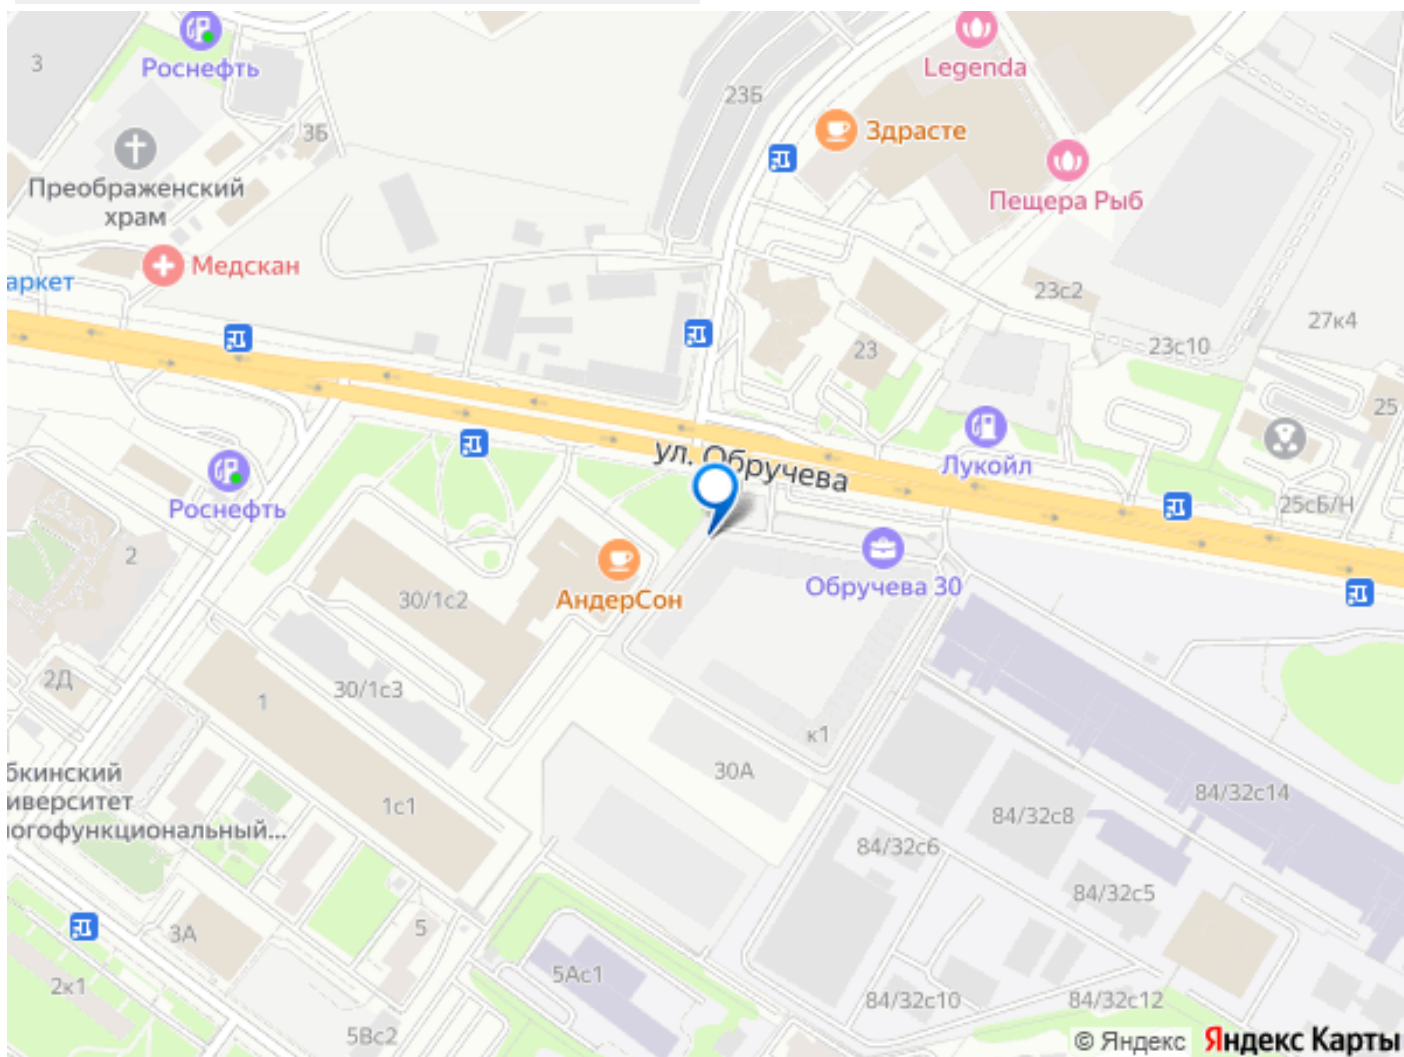 Роснефть
3
23Б
Legenda
Здрасте
3Б
Преображенский
храм
Пещера Рыб
Медскан
аркет
23с2
27к4
23
23с10
25
ул. Обручева
Лукойл
Роснефть
25сБ/Н
2
АндерСон
Обручева 30
30/1с2
2Д
30/1с3
1
к1
30А
бкинский
иверситет
огофункциональный...
1с1
84/32с14
84/32с8
84/32с6
84/32с5
3А
5
5Ас1
2к1
84/32с10
84/32с12
5Вс2
© Яндекс Яндекс Карты